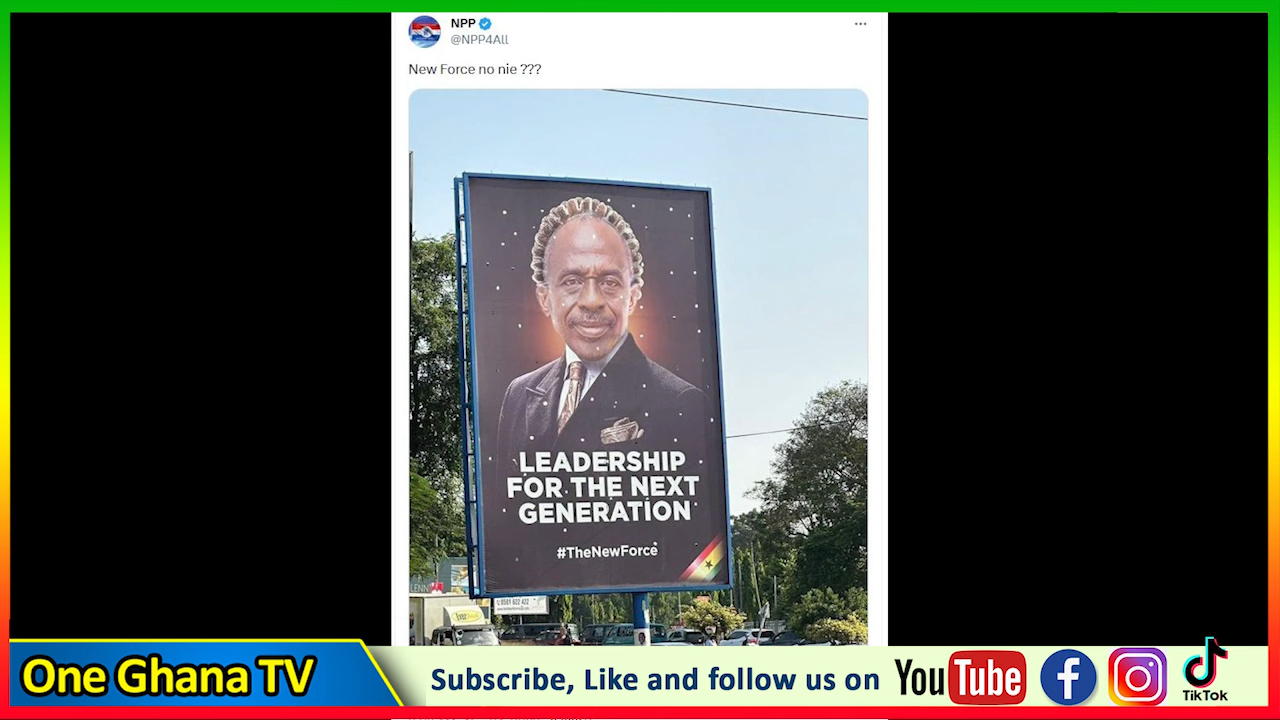 NPP
@NPP4All
New Force no nie ???
LEADERSHIP
FOR THE NEXT
GENERATION
#TheNewForce
One Ghana TV
Subscribe, Like and follow us on
YouTube
TikTok